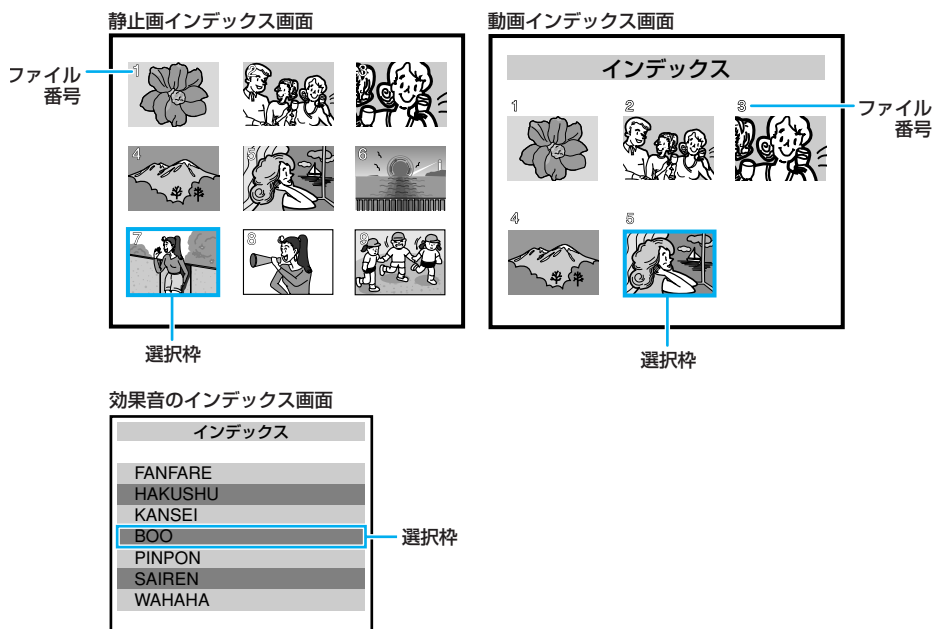 静止画インデックス画面
ファイル
番号
1
4
5
6
7
8
9
選択枠
動画インデックス画面
インデックス
1
2
3
ファイル
番号
4
5
選択枠
効果音のインデックス画面
インデックス
FANFARE
HAKUSHU
KANSEI
BOO
PINPON
SAIREN
WAHAHA
選択枠